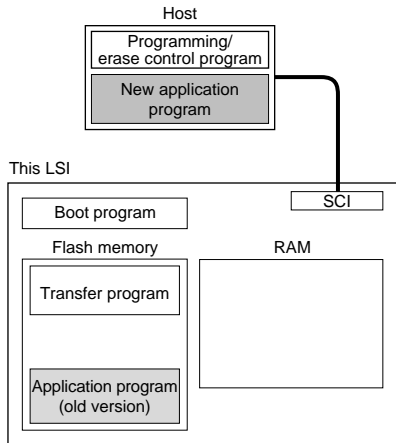 Host
Programming/
erase control program
New application
program
This LSI
SCI
Boot program
Flash memory
RAM
Transfer program
Application program
(old version)